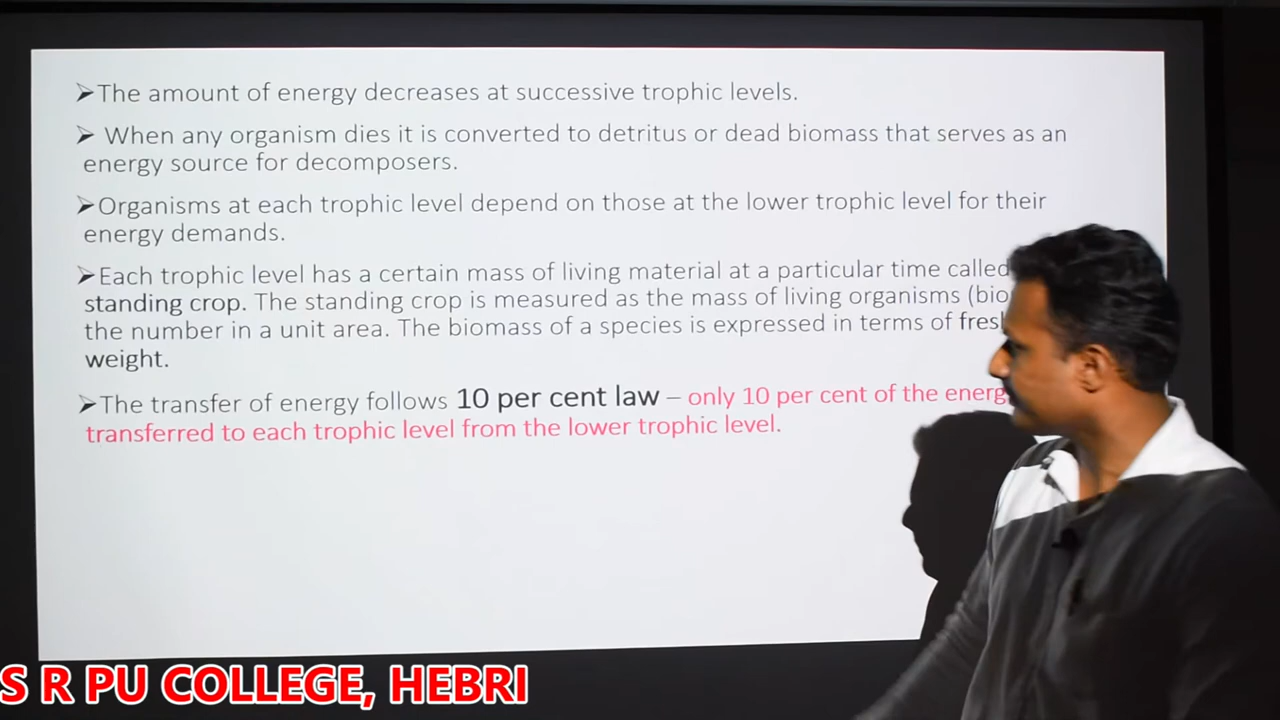 ➢The amount of energy decreases at successive trophic levels.
➢ When any organism dies it is converted to detritus or dead biomass that serves as an
energy source for decomposers.
➢Organisms at each trophic level depend on those at the lower trophic level for their
energy demands.
➢Each trophic level has a certain mass of living material at a particular time called
standing crop. The standing crop is measured as the mass of living organisms (bio
the number in a unit area. The biomass of a species is expressed in terms of
weight.
➢The transfer of energy follows 10 per cent law – only 10 per cent of the
transferred to each trophic level from the lower trophic level.
S R PU COLLEGE, HEBRI